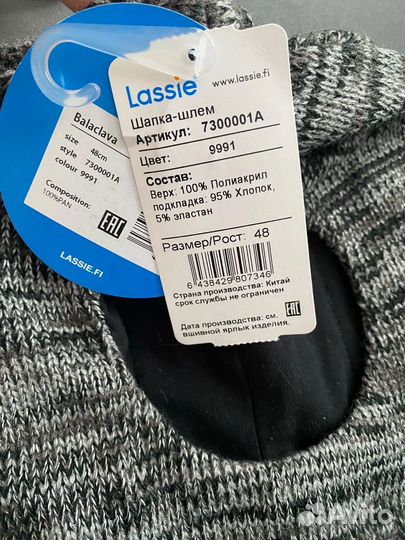 Lassie
www.lassie.fi
Шапка-шлем
Артикул: 7300001A
Цвет: 9991
Состав:
Верх: 100% Полиакрил
подкладка: 95% Хлопок,
5% эластан
Размер/Рост: 48
6 438429 807346
Страна производства: Китай
срок службы не ограничен
EAC
Дата производства: см.
вшивной ярлык изделия.
Balaclava
size 48cm
style 7300001A
colour 9991
Composition:
100%PAN
EAC
LASSIE.FI
Avito